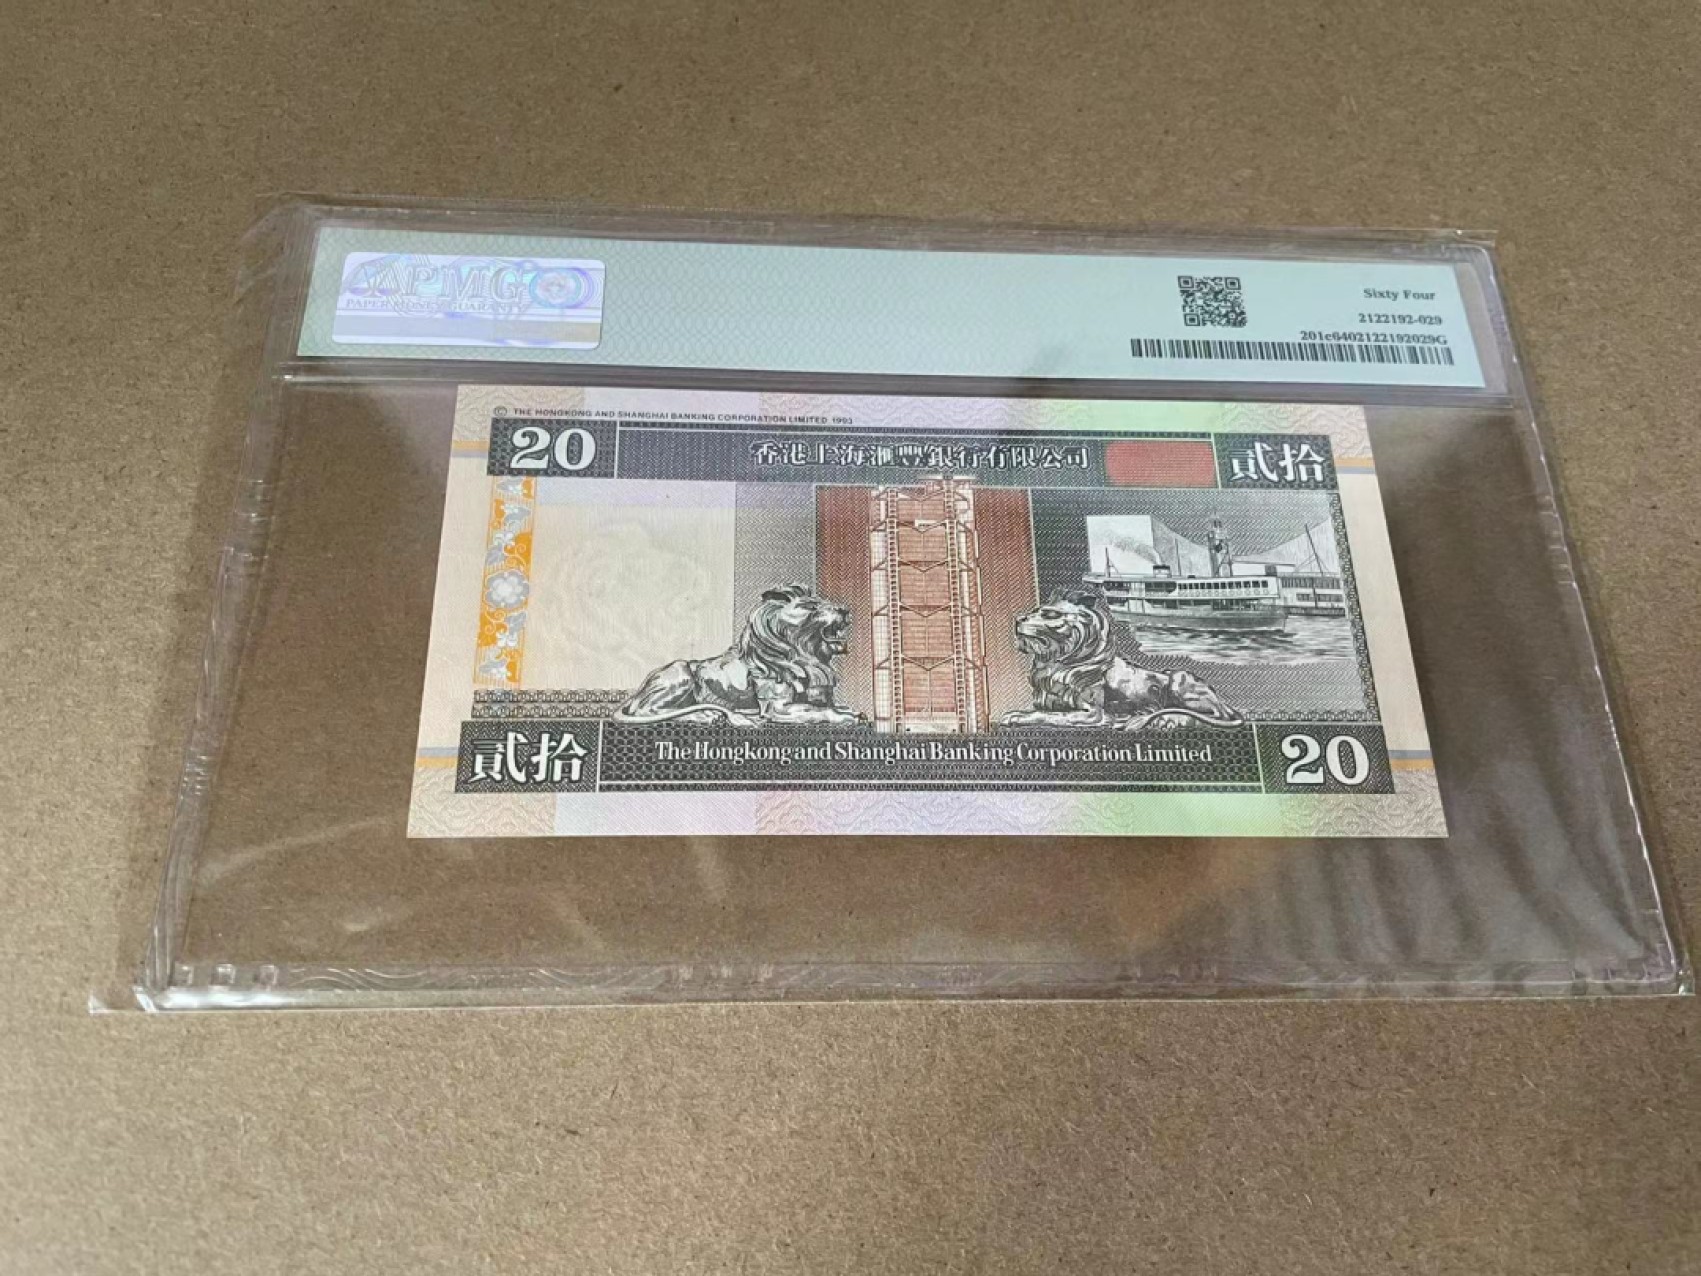 PMG
PAPER MONEY GUARANTY
Sixty Four
2122192-029
201c6402122192029G
© THE HONGKONG AND SHANGHAI BANKING CORPORATION LIMITED 1993
20
香港上海滙豐銀行有限公司
貳拾
貳拾
The Hongkong and Shanghai Banking Corporation Limited
20